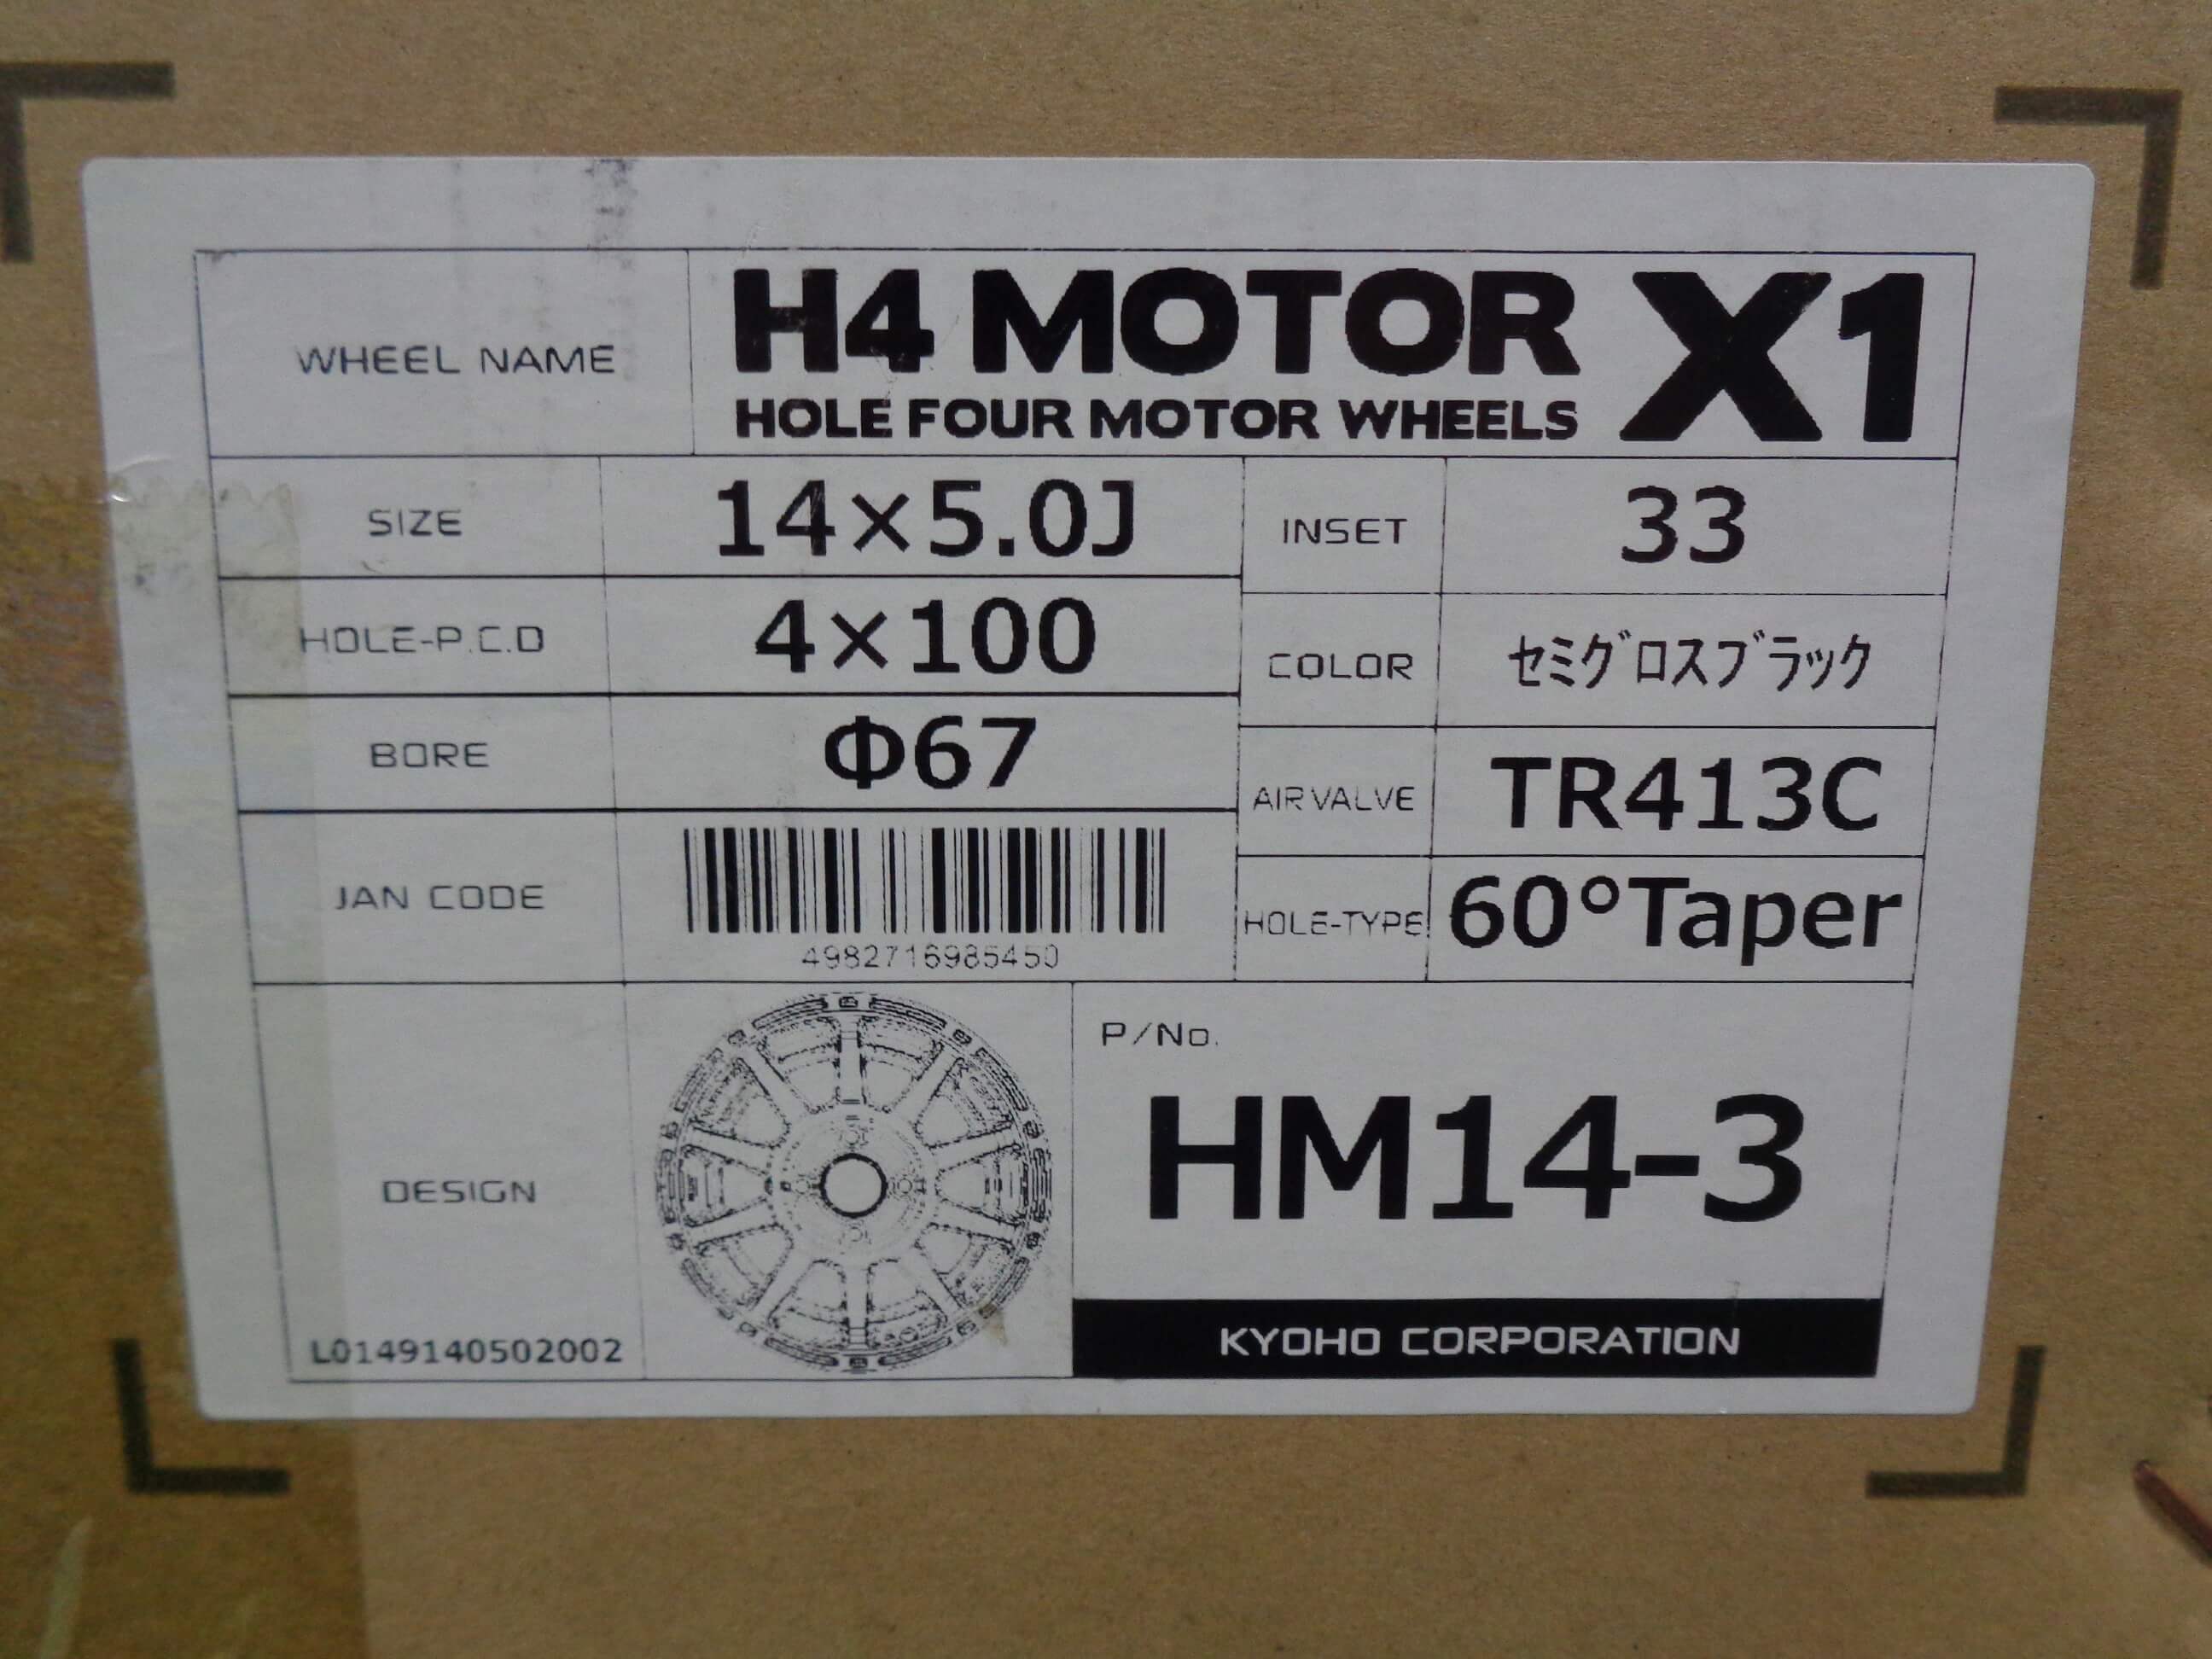 WHEEL NAME
H4 MOTOR X1
HOLE FOUR MOTOR WHEELS
SIZE
14×5.0J
INSET
33
HOLE-P.C.D
4×100
COLOR
セミグロスブラック
BORE
Φ67
AIR VALVE
TR413C
JAN CODE
4982716985450
HOLE-TYPE
60°Taper
DESIGN
P/No.
HM14-3
L0149140502002
KYOHO CORPORATION